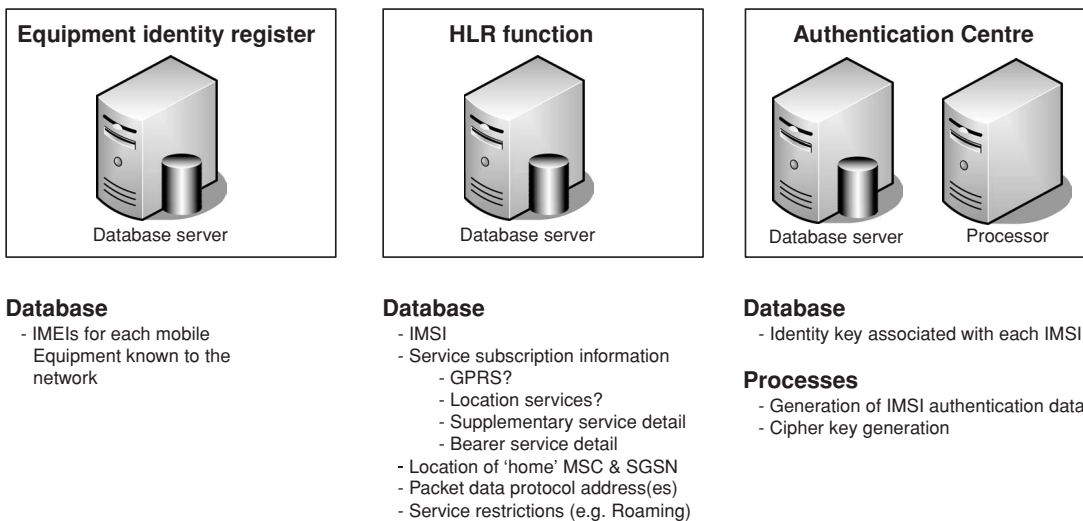 Equipment identity register
Database server
Database
- IMEIs for each mobile
Equipment known to the
network
HLR function
Database server
Database
- IMSI
- Service subscription information
- GPRS?
- Location services?
- Supplementary service detail
- Bearer service detail
- Location of ‘home’ MSC & SGSN
- Packet data protocol address(es)
- Service restrictions (e.g. Roaming)
Authentication Centre
Database server
Processor
Database
- Identity key associated with each IMSI
Processes
- Generation of IMSI authentication data
- Cipher key generation